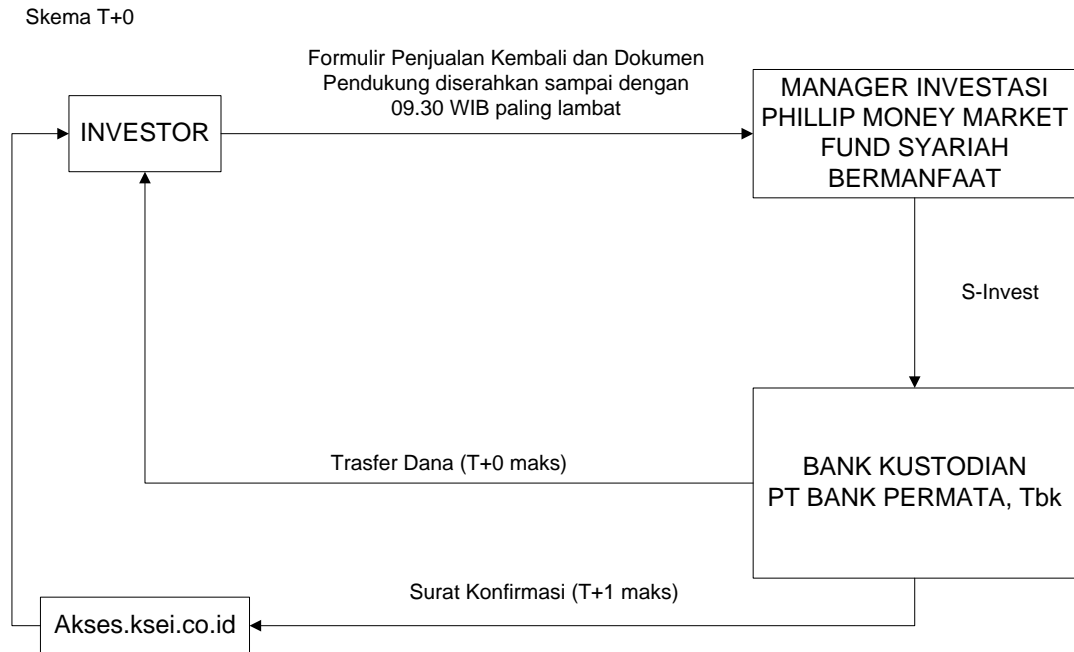 Skema T+0
Formulir Penjualan Kembali dan Dokumen
Pendukung diserahkan sampai dengan
09.30 WIB paling lambat
INVESTOR
MANAGER INVESTASI
PHILLIP MONEY MARKET
FUND SYARIAH
BERMANFAAT
S-Invest
Trasfer Dana (T+0 maks)
BANK KUSTODIAN
PT BANK PERMATA, Tbk
Surat Konfirmasi (T+1 maks)
Akses.ksei.co.id